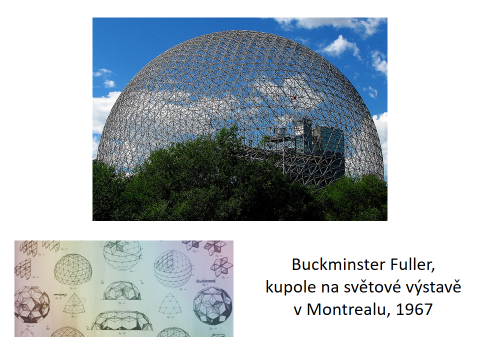 Buckminster Fuller,
kupole na světové výstavě
v Montrealu, 1967